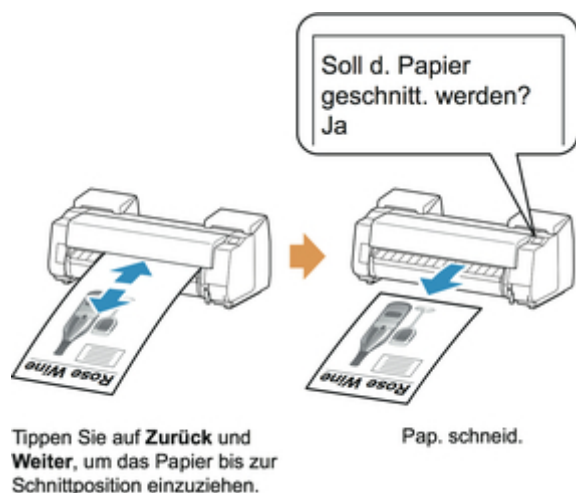 Soll d. Papier
geschnitt. werden?
Ja
Rose Wine
Rose Wine
Tippen Sie auf Zurück und
Weiter, um das Papier bis zur
Schnittposition einzuziehen.
Pap. schneid.